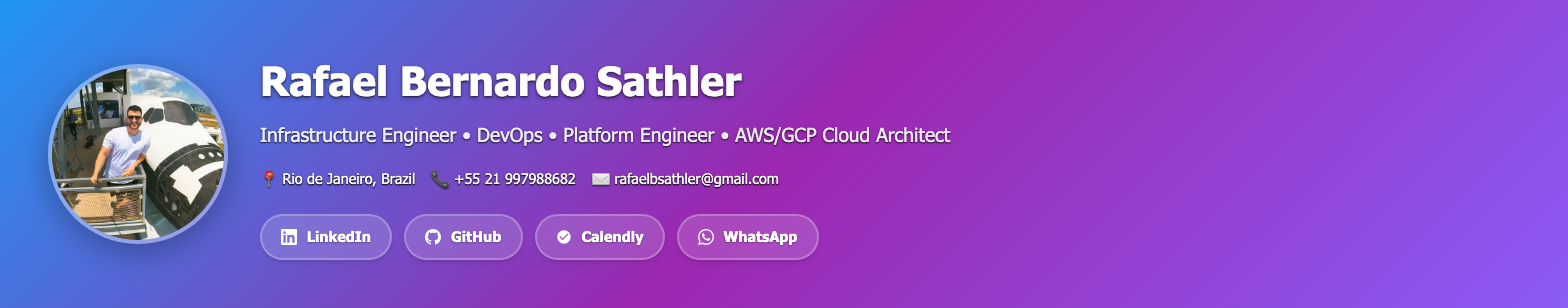 Rafael Bernardo Sathler
Infrastructure Engineer • DevOps • Platform Engineer • AWS/GCP Cloud Architect
📍 Rio de Janeiro, Brazil 📞 +55 21 997988682 ✉️ rafaelbsathler@gmail.com
LinkedIn GitHub Calendly WhatsApp